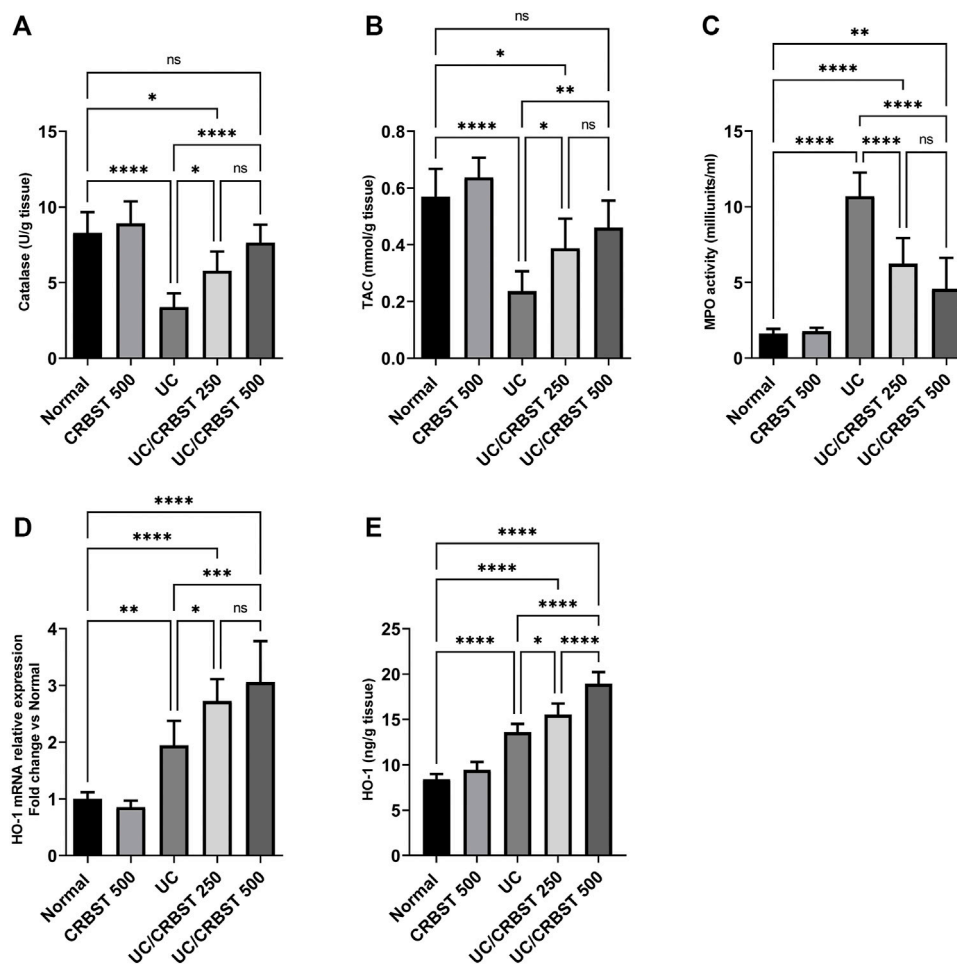 A
ns
*
****
**** * ns
Catalase (U/g tissue)
15
10
5
0
Normal
CRBST 500
UC
UC/CRBST 250
UC/CRBST 500
B
ns
*
**
**** * ns
TAC (mmol/g tissue)
0.8
0.6
0.4
0.2
0.0
Normal
CRBST 500
UC
UC/CRBST 250
UC/CRBST 500
C
**
****
****
**** **** ns
MPO activity (milliunits/ml)
15
10
5
0
Normal
CRBST 500
UC
UC/CRBST 250
UC/CRBST 500
D
****
****
***
** * ns
HO-1 mRNA relative expression
Fold change vs Normal
4
3
2
1
0
Normal
CRBST 500
UC
UC/CRBST 250
UC/CRBST 500
E
****
****
****
**** * ****
HO-1 (ng/g tissue)
25
20
15
10
5
0
Normal
CRBST 500
UC
UC/CRBST 250
UC/CRBST 500